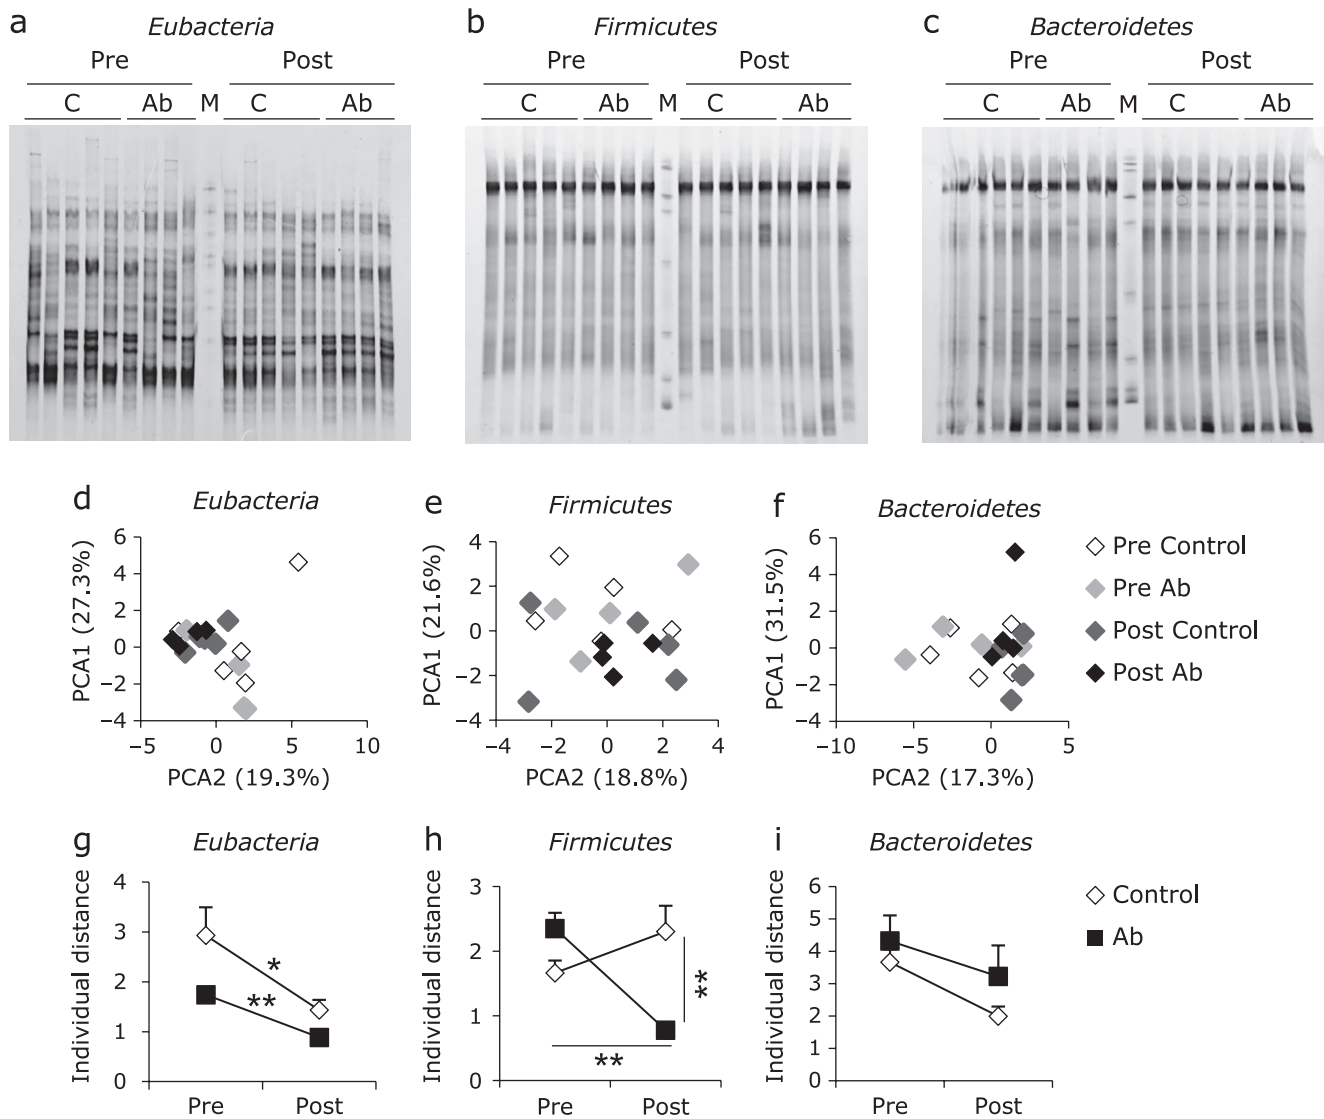 a Eubacteria b Firmicutes c Bacteroidetes
Pre Post Pre Post Pre Post
C Ab M C Ab C Ab M C Ab C Ab M C Ab
d Eubacteria
PCA1 (27.3%)
6
4
2
0
−2
−4
−5 0 5 10
PCA2 (19.3%)
e Firmicutes
PCA1 (21.6%)
4
2
0
−2
−4
−4 −2 0 2 4
PCA2 (18.8%)
f Bacteroidetes
PCA1 (31.5%)
6
4
2
0
−2
−4
−10 −5 0 5
PCA2 (17.3%)
Pre Control
Pre Ab
Post Control
Post Ab
g Eubacteria
Individual distance
4
3
2
1
0
*
**
Pre Post
h Firmicutes
Individual distance
3
2
1
0
**
**
Pre Post
i Bacteroidetes
Individual distance
6
5
4
3
2
1
0
Pre Post
Control
Ab